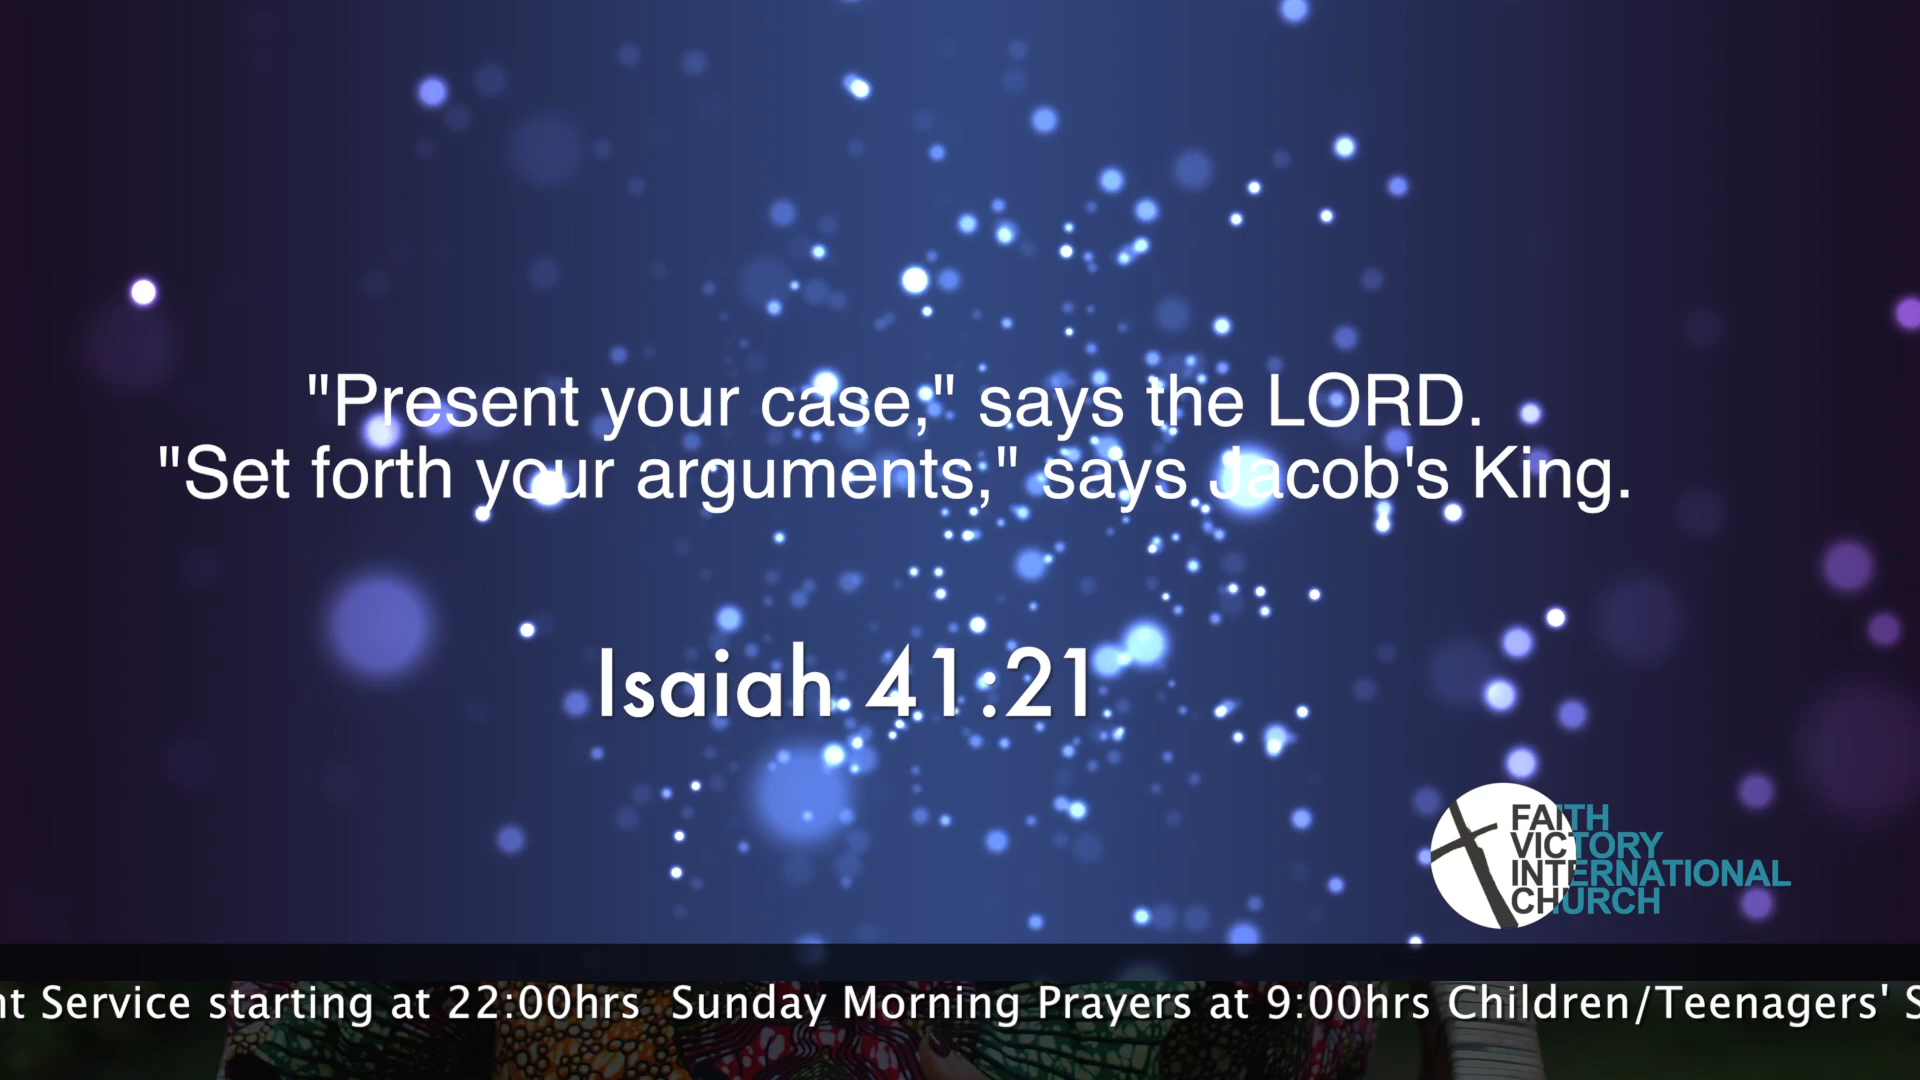 "Present your case," says the LORD.
"Set forth your arguments," says Jacob's King.
Isaiah 41:21
FAITH
VICTORY
INTERNATIONAL
CHURCH
Service starting at 22:00hrs Sunday Morning Prayers at 9:00hrs Children/Teenagers'